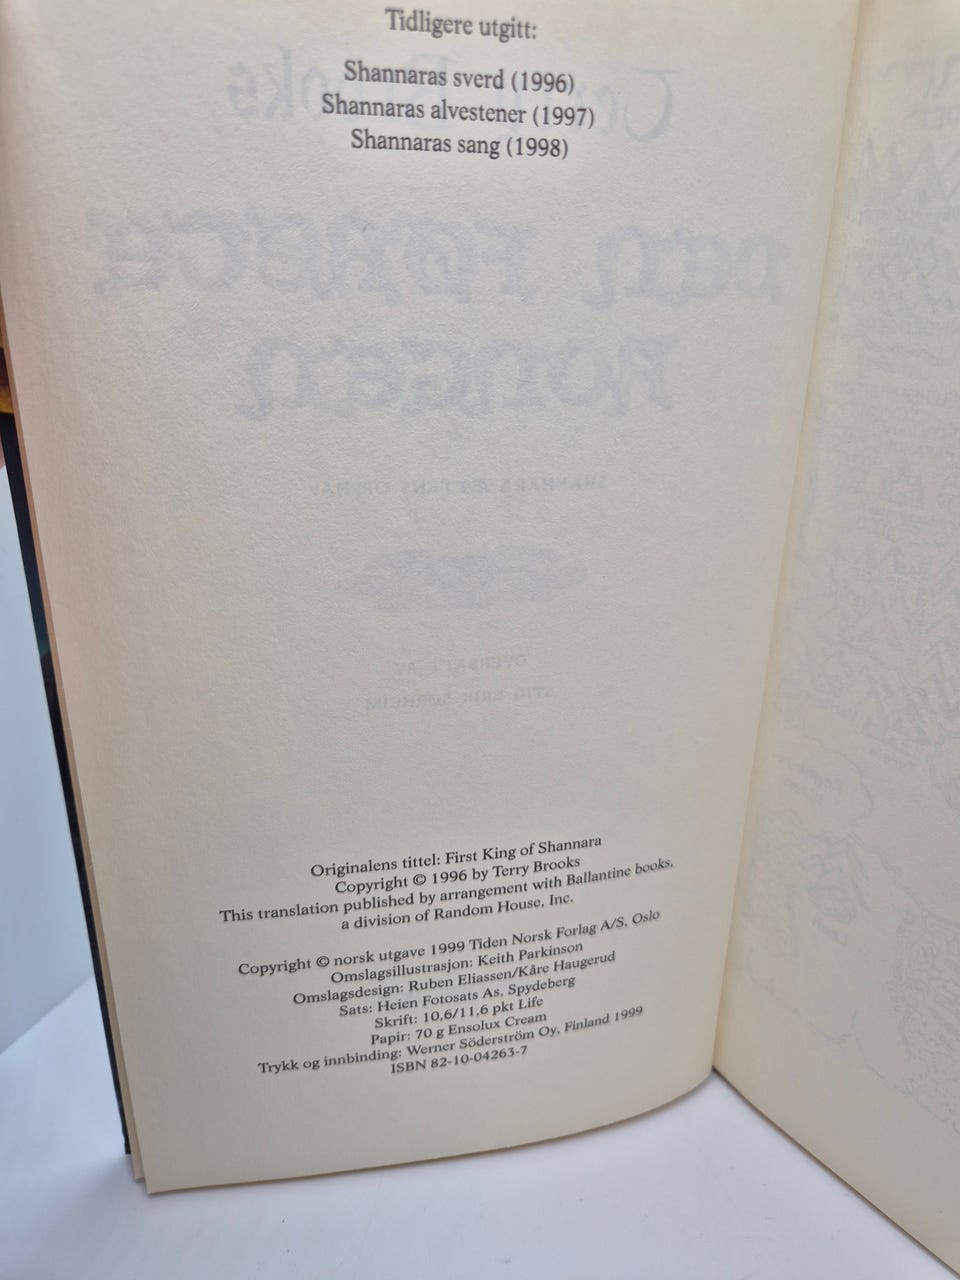 Tidligere utgitt:
Shannaras sverd (1996)
Shannaras alvestener (1997)
Shannaras sang (1998)
Originalens tittel: First King of Shannara
Copyright © 1996 by Terry Brooks
This translation published by arrangement with Ballantine books,
a division of Random House, Inc.
Copyright © norsk utgave 1999 Tiden Norsk Forlag A/S, Oslo
Omslagsillustrasjon: Keith Parkinson
Omslagsdesign: Ruben Eliassen/Kåre Haugerud
Sats: Heien Fotosats As, Spydeberg
Skrift: 10,6/11,6 pkt Life
Papir: 70 g Ensolux Cream
Trykk og innbinding: Werner Söderström Oy, Finland 1999
ISBN 82-10-04263-7